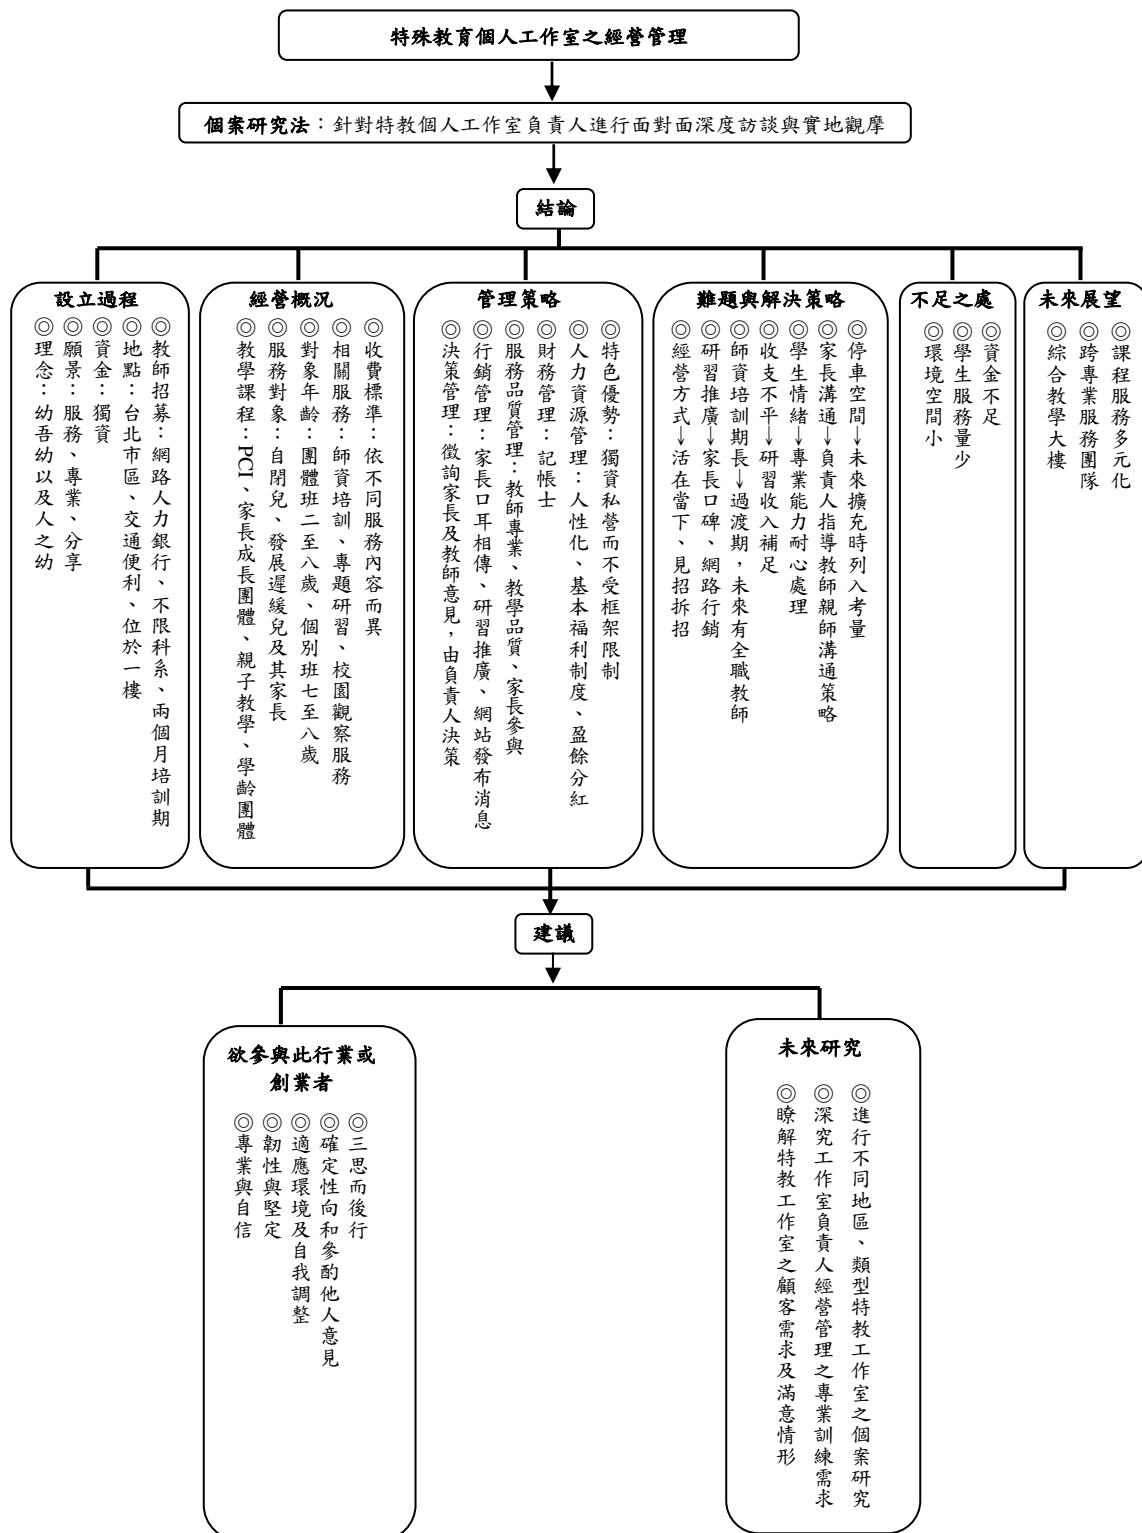 特殊教育個人工作室之經營管理
個案研究法：針對特教個人工作室負責人進行面對面深度訪談與實地觀摩
結論
設立過程
◎教師招募：網路人力銀行、不限科系、兩個月培訓期
◎地點：台北市區、交通便利、位於一樓
◎資金：獨資
◎願景：服務、專業、分享
◎理念：幼吾幼以及人之幼
經營概況
◎收費標準：依不同服務內容而異
◎相關服務：師資培訓、專題研習、校園觀察服務
◎對象年齡：團體班二至八歲、個別班七至八歲
◎服務對象：自閉兒、發展遲緩兒及其家長
◎教學課程：PCI、家長成長團體、親子教學、學齡團體
管理策略
◎特色優勢：獨資私營而不受框架限制
◎人力資源管理：人性化、基本福利制度、盈餘分紅
◎財務管理：記帳士
◎服務品質管理：教師專業、教學品質、家長參與
◎行銷管理：家長口耳相傳、研習推廣、網站發布消息
◎決策管理：徵詢家長及教師意見，由負責人決策
難題與解決策略
◎停車空間→未來擴充時列入考量
◎家長溝通→負責人指導教師親師溝通策略
◎學生情緒→專業能力耐心處理
◎收支不平→研習收入補足
◎師資培訓期長→過渡期，未來有全職教師
◎研習推廣→家長口碑、網路行銷
◎經營方式→活在當下、見招拆招
不足之處
◎資金不足
◎學生服務量少
◎環境空間小
未來展望
◎課程服務多元化
◎跨專業服務團隊
◎綜合教學大樓
建議
欲參與此行業或
創業者
◎三思而後行
◎確定性向和參酌他人意見
◎適應環境及自我調整
◎韌性與堅定
◎專業與自信
未來研究
◎進行不同地區、類型特教工作室之個案研究
◎深究工作室負責人經營管理之專業訓練需求
◎瞭解特教工作室之顧客需求及滿意情形